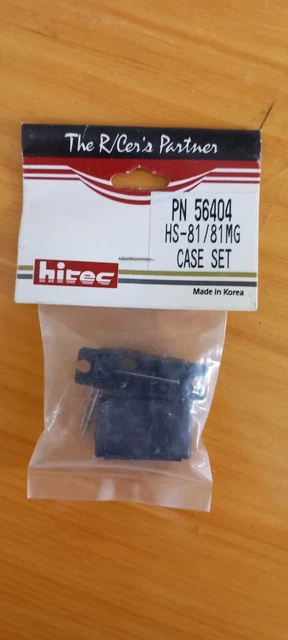 The R/Cer's Partner
PN 56404
HS-81/81MG
CASE SET
hitec
Made in Korea